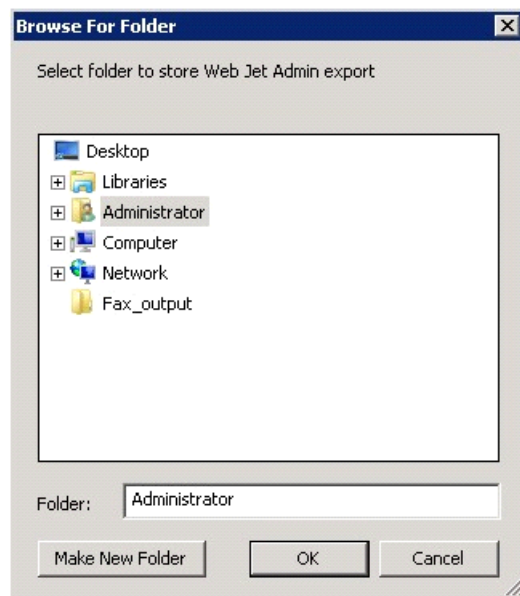 Browse For Folder
Select folder to store Web Jet Admin export
Desktop
Libraries
Administrator
Computer
Network
Fax_output
Folder: Administrator
Make New Folder OK Cancel